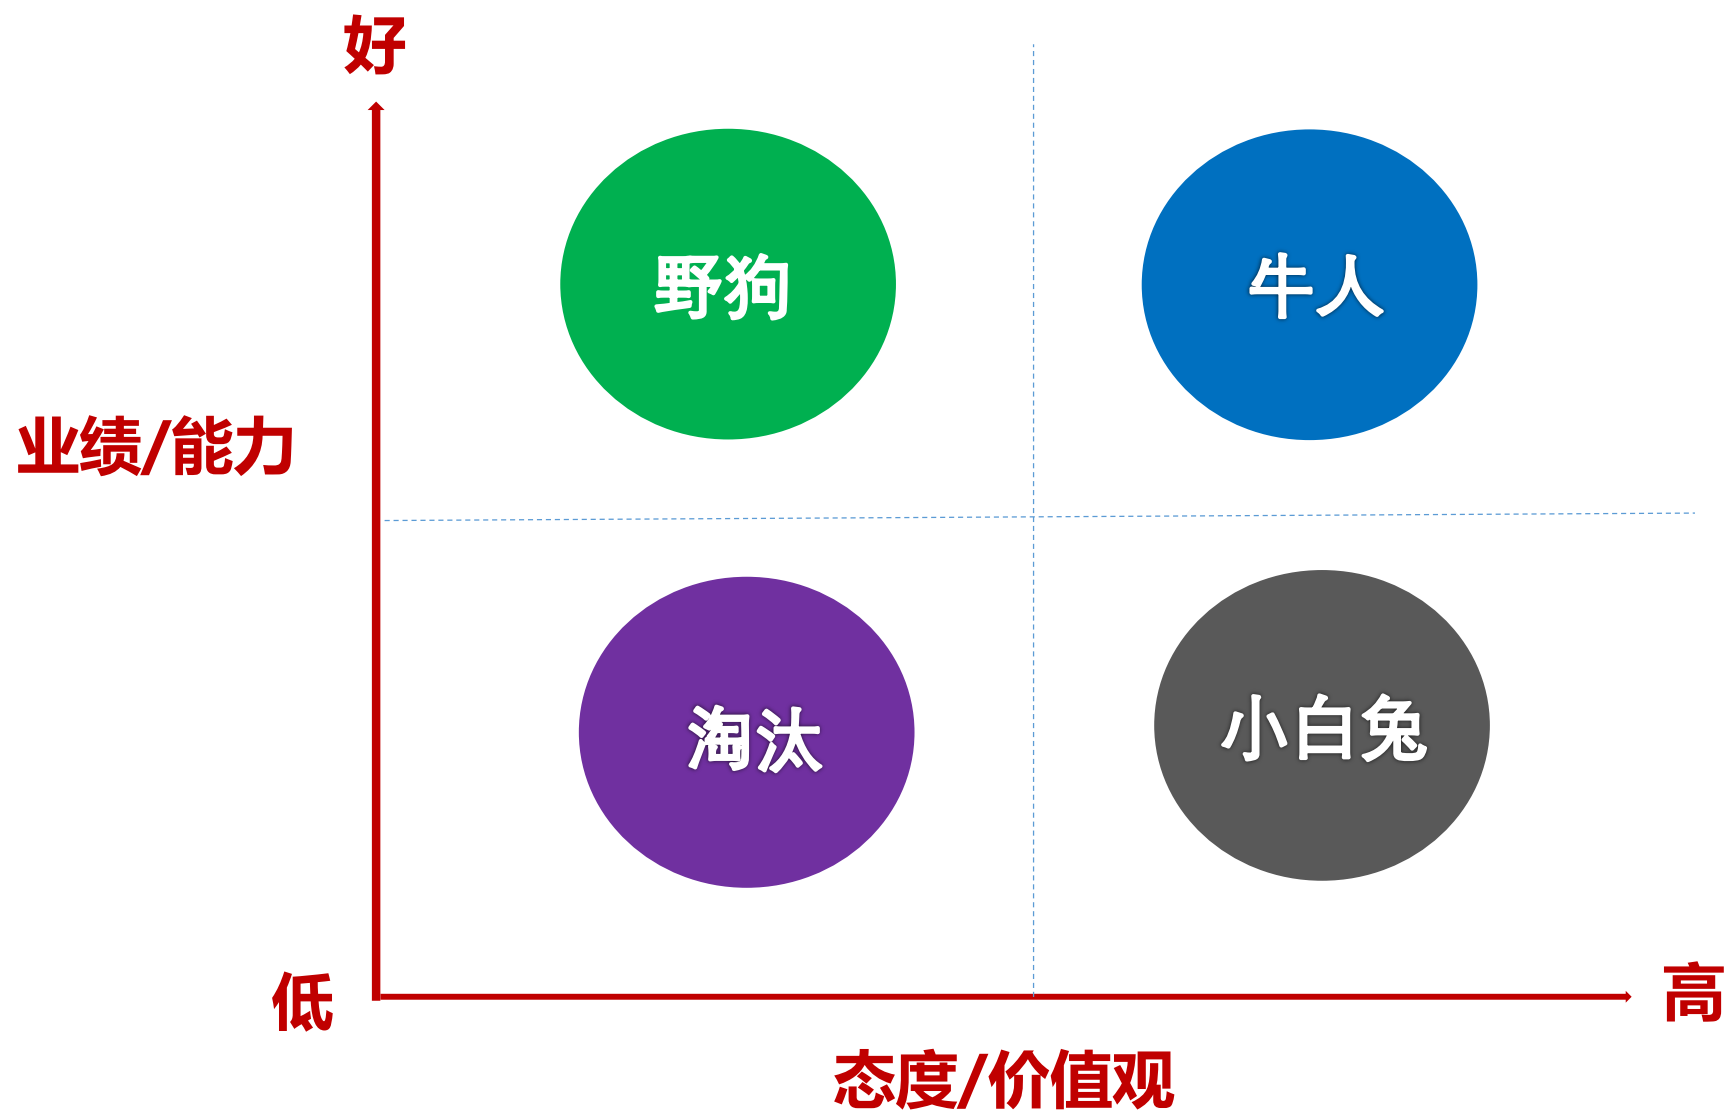 好
野狗
牛人
业绩/能力
淘汰
小白兔
低
高
态度/价值观